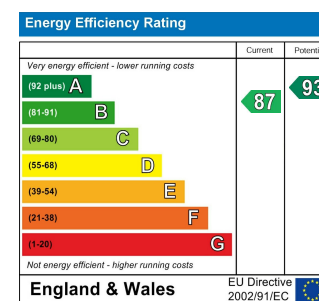 Energy Efficiency Rating
Current Potenti
Very energy efficient - lower running costs
(92 plus) A
(81-91) B
(69-80) C
(55-68) D
(39-54) E
(21-38) F
(1-20) G
87 93
Not energy efficient - higher running costs
England & Wales
EU Directive
2002/91/EC